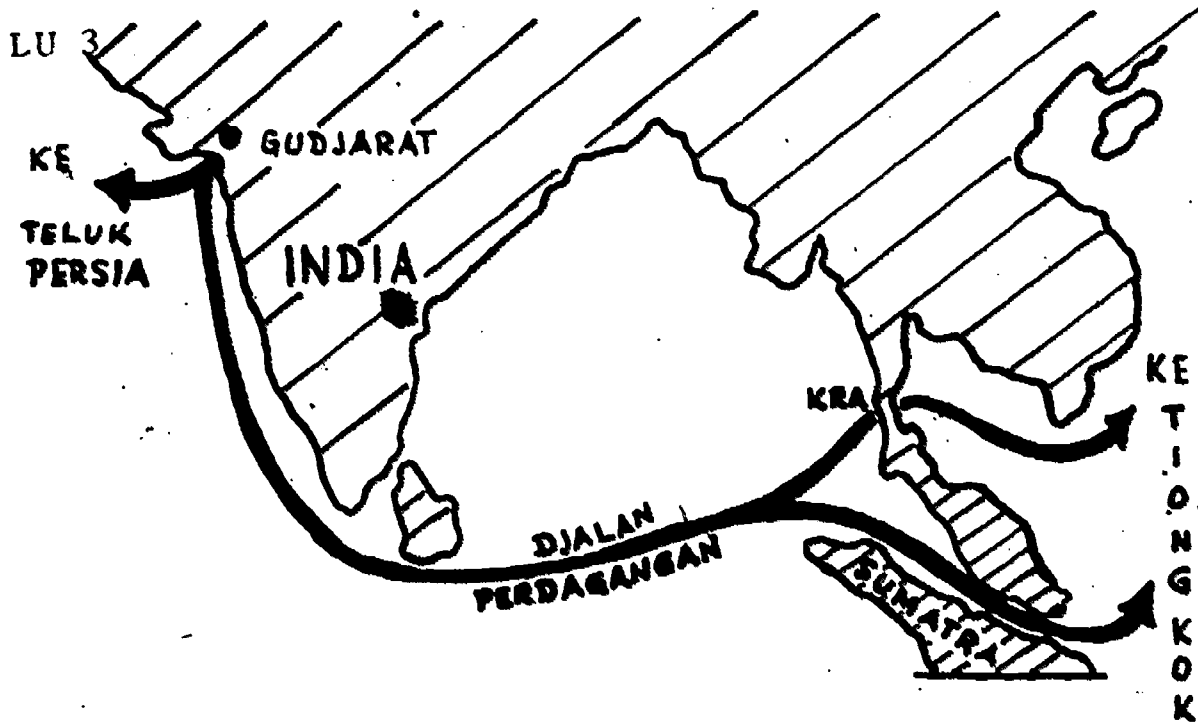 LU 3
GUDJARAT
KE
TELUK
PERSIA
INDIA
KRA
KE
TIONGKOK
DJALAN
PERDAGANGAN
SUMATRA